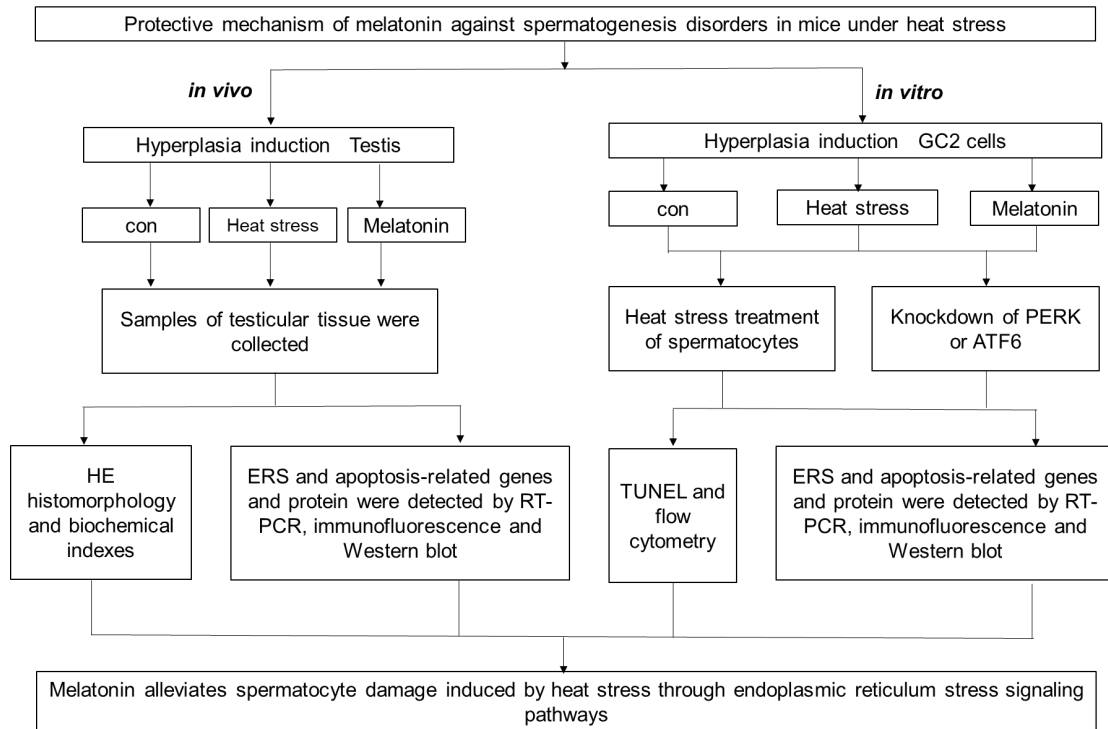 Protective mechanism of melatonin against spermatogenesis disorders in mice under heat stress
in vivo
in vitro
Hyperplasia induction Testis
Hyperplasia induction GC2 cells
con
Heat stress
Melatonin
con
Heat stress
Melatonin
Samples of testicular tissue were
collected
Heat stress treatment
of spermatocytes
Knockdown of PERK
or ATF6
HE
histomorphology
and biochemical
indexes
ERS and apoptosis-related genes
and protein were detected by RT-
PCR, immunofluorescence and
Western blot
TUNEL and
flow
cytometry
ERS and apoptosis-related genes
and protein were detected by RT-
PCR, immunofluorescence and
Western blot
Melatonin alleviates spermatocyte damage induced by heat stress through endoplasmic reticulum stress signaling
pathways